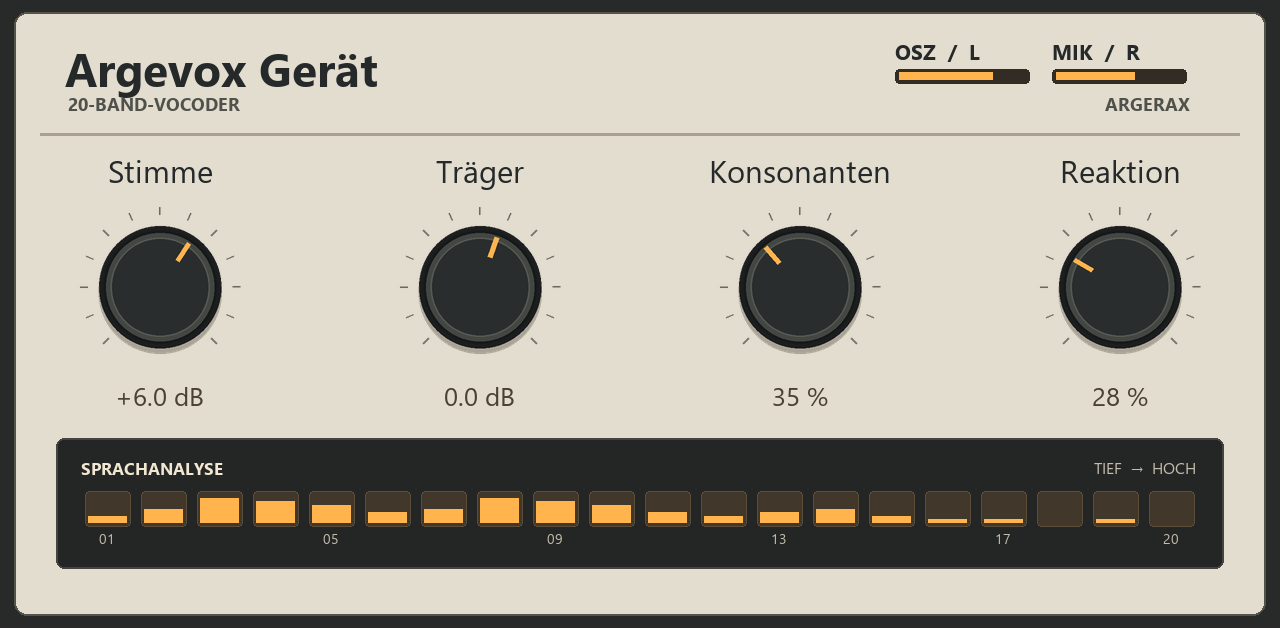 Argevox Gerät
OSZ / L
MIK / R
20-BAND-VOCODER
ARGERAX
Stimme
Träger
Konsonanten
Reaktion
+6.0 dB
0.0 dB
35 %
28 %
SPRACHANALYSE
TIEF → HOCH
01
05
09
13
17
20